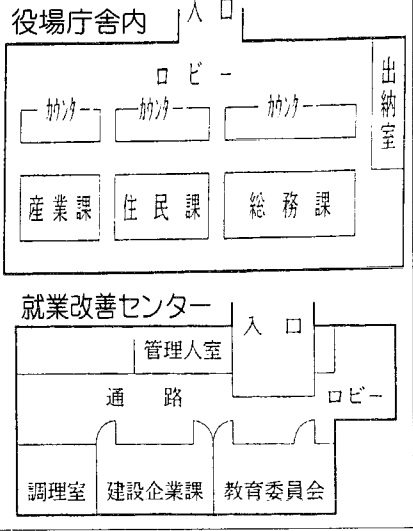 役場庁舎内
入口
ロビー
カウンター カウンター カウンター
出納室
産業課 住民課 総務課
就業改善センター
入口
管理人室
通路
ロビー
調理室 建設企業課 教育委員会